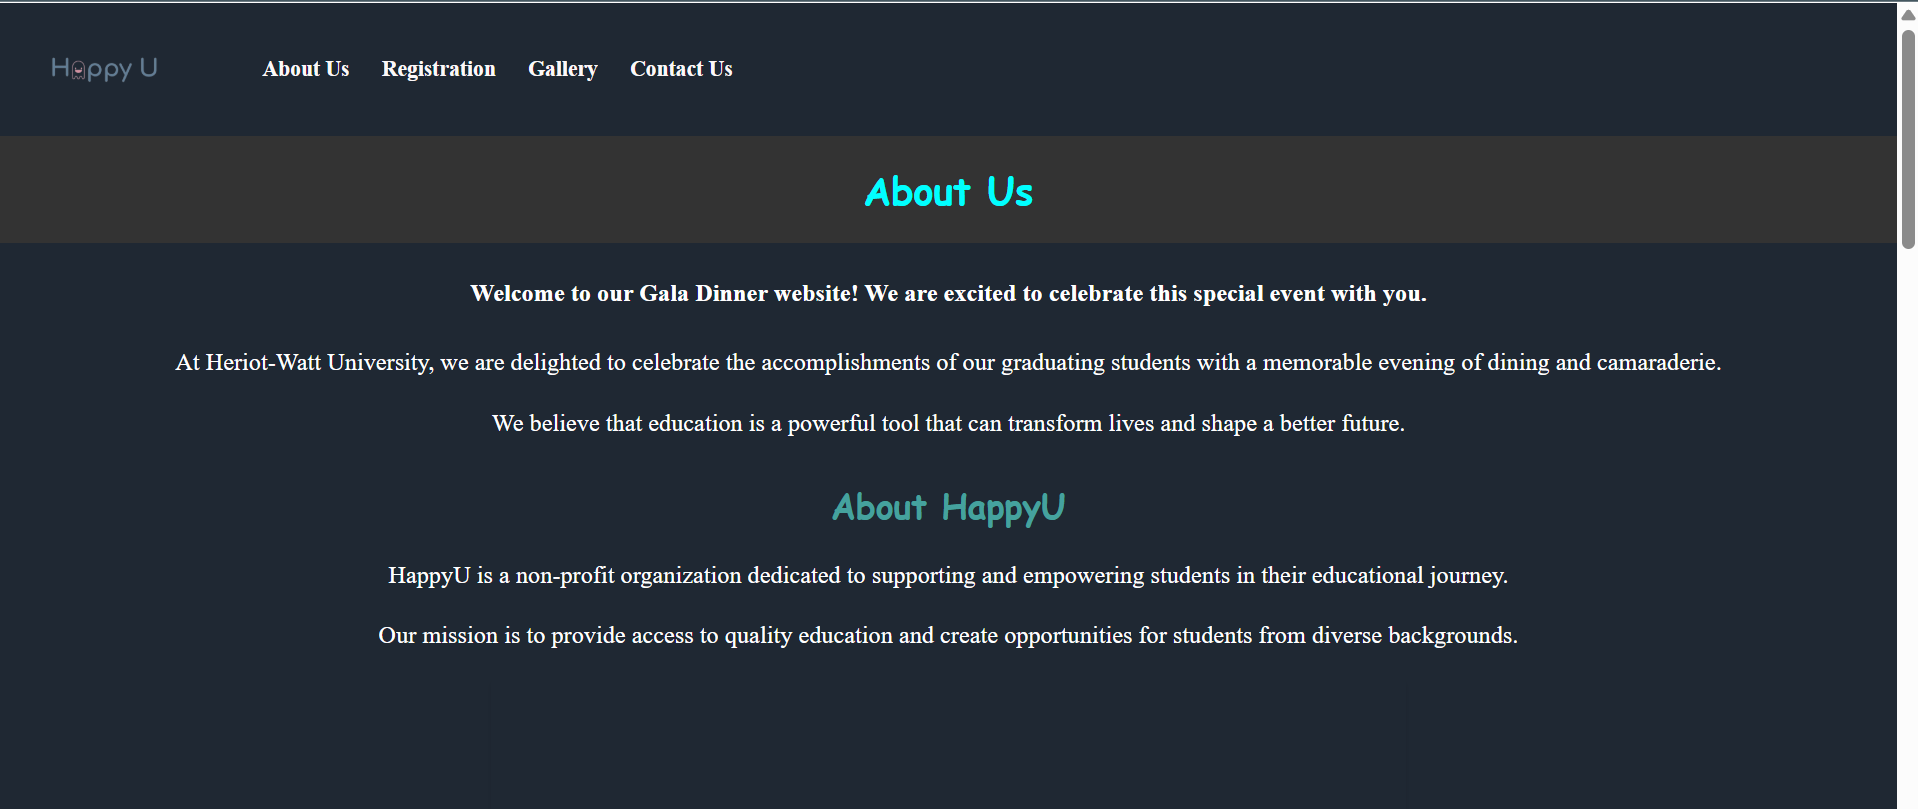 Happy U
About Us Registration Gallery Contact Us
About Us
Welcome to our Gala Dinner website! We are excited to celebrate this special event with you.
At Heriot-Watt University, we are delighted to celebrate the accomplishments of our graduating students with a memorable evening of dining and camaraderie.
We believe that education is a powerful tool that can transform lives and shape a better future.
About HappyU
HappyU is a non-profit organization dedicated to supporting and empowering students in their educational journey.
Our mission is to provide access to quality education and create opportunities for students from diverse backgrounds.